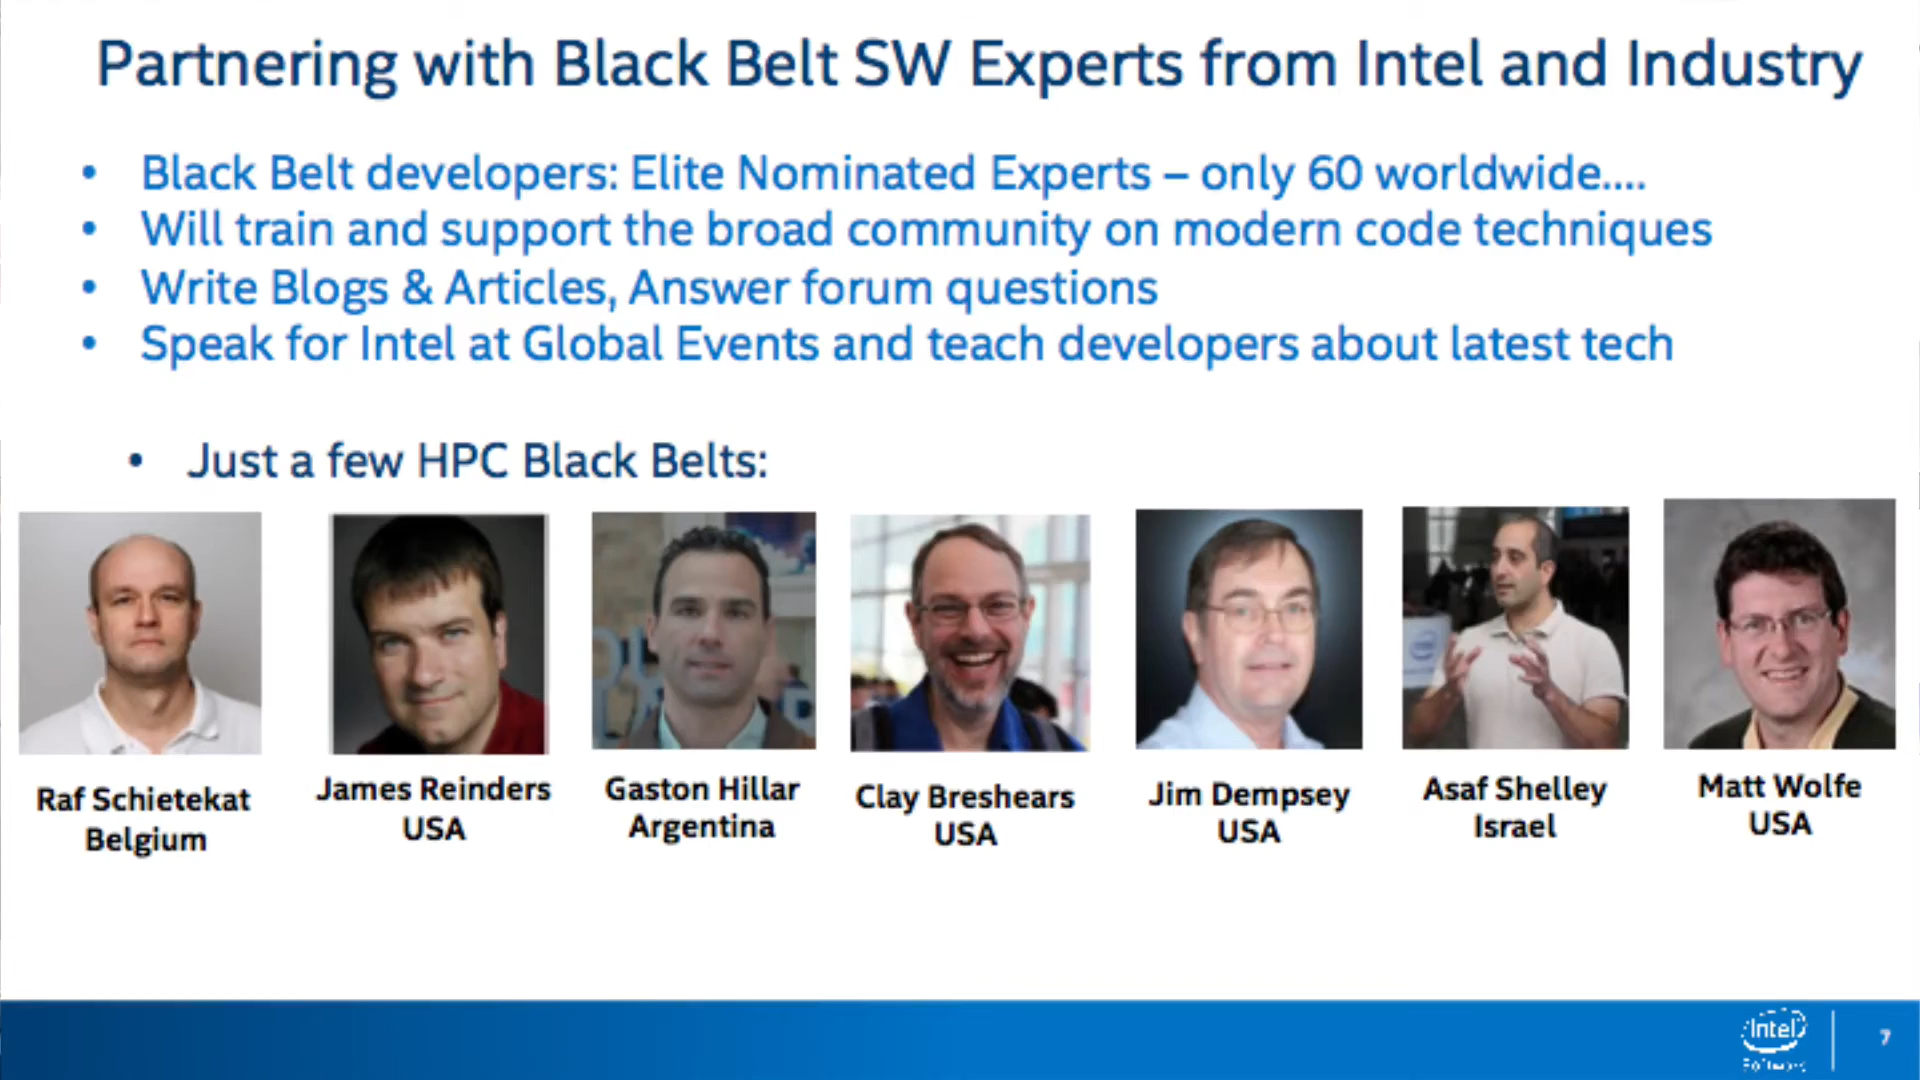 Partnering with Black Belt SW Experts from Intel and Industry
• Black Belt developers: Elite Nominated Experts – only 60 worldwide....
• Will train and support the broad community on modern code techniques
• Write Blogs & Articles, Answer forum questions
• Speak for Intel at Global Events and teach developers about latest tech
• Just a few HPC Black Belts:
Raf Schietekat
Belgium
James Reinders
USA
Gaston Hillar
Argentina
Clay Breshears
USA
Jim Dempsey
USA
Asaf Shelley
Israel
Matt Wolfe
USA
intel
Software
7